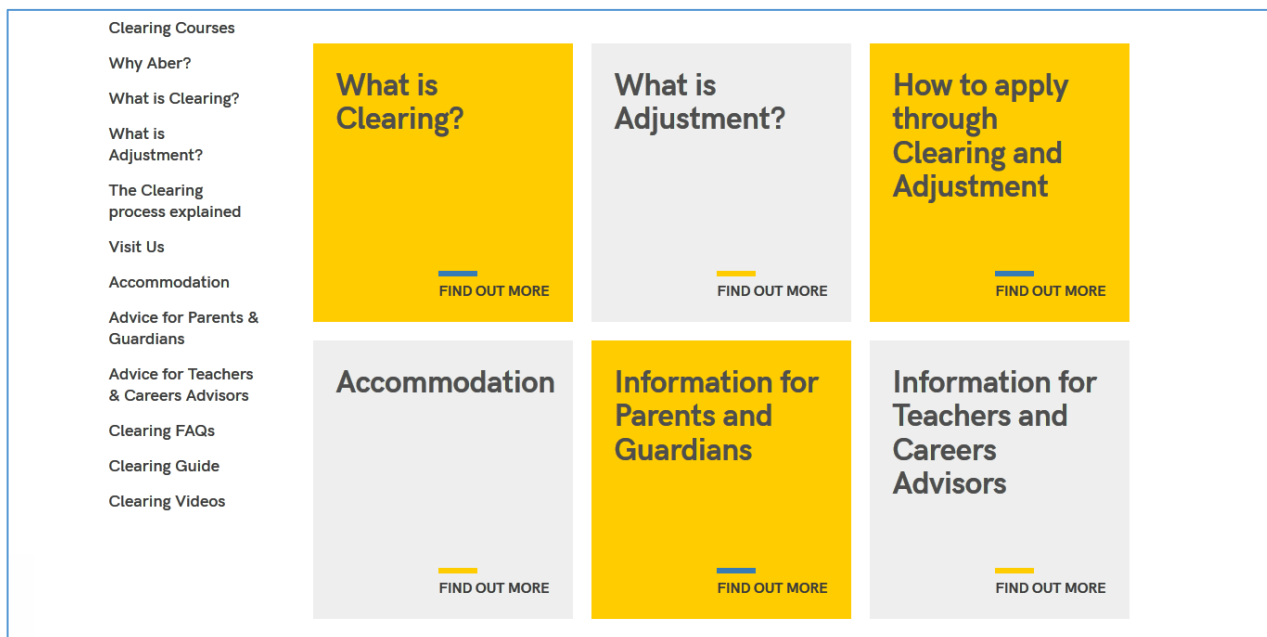 Clearing Courses
Why Aber?
What is Clearing?
What is
Adjustment?
The Clearing
process explained
Visit Us
Accommodation
Advice for Parents &
Guardians
Advice for Teachers
& Careers Advisors
Clearing FAQs
Clearing Guide
Clearing Videos
What is
Clearing?
FIND OUT MORE
What is
Adjustment?
FIND OUT MORE
How to apply
through
Clearing and
Adjustment
FIND OUT MORE
Accommodation
FIND OUT MORE
Information for
Parents and
Guardians
FIND OUT MORE
Information for
Teachers and
Careers
Advisors
FIND OUT MORE